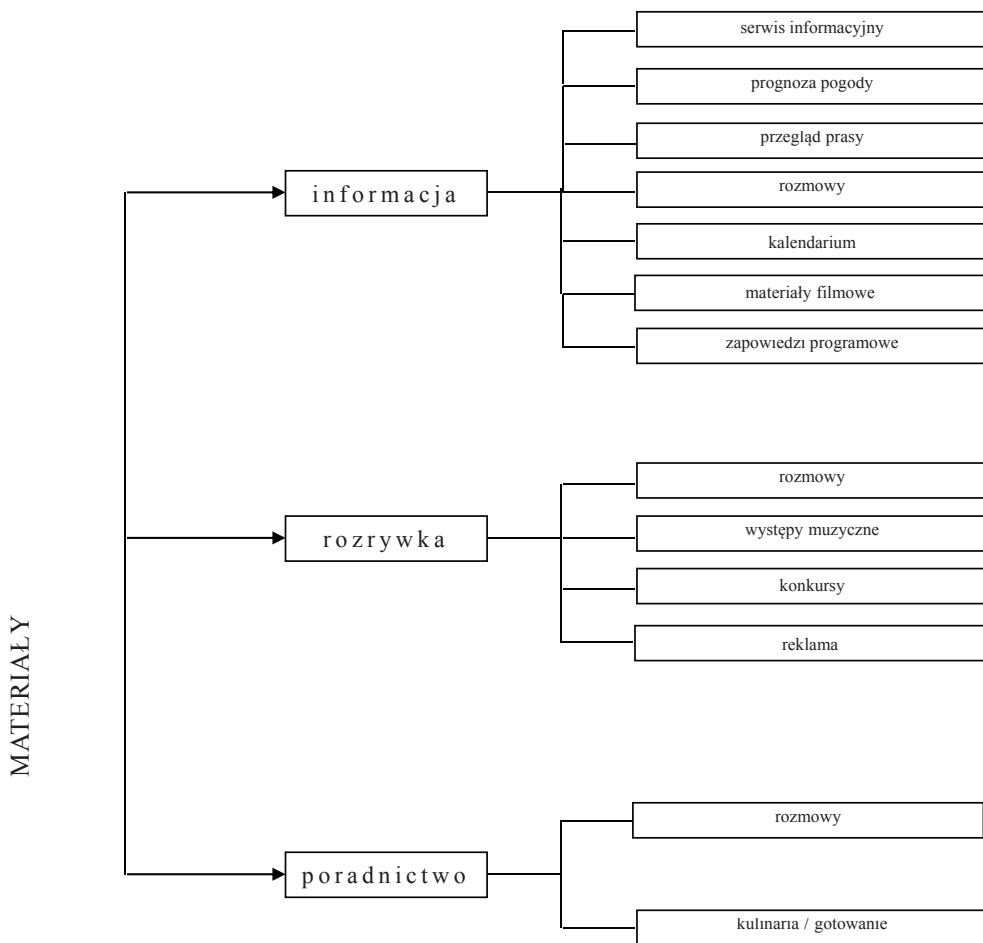 serwis informacyjny
prognoza pogody
przegląd prasy
informacja
rozmowy
kalendarium
materiały filmowe
zapowiedzi programowe
rozmowy
rozrywka
występy muzyczne
konkursy
reklama
MATERIAŁY
rozmowy
poradnictwo
kulinaria / gotowanie